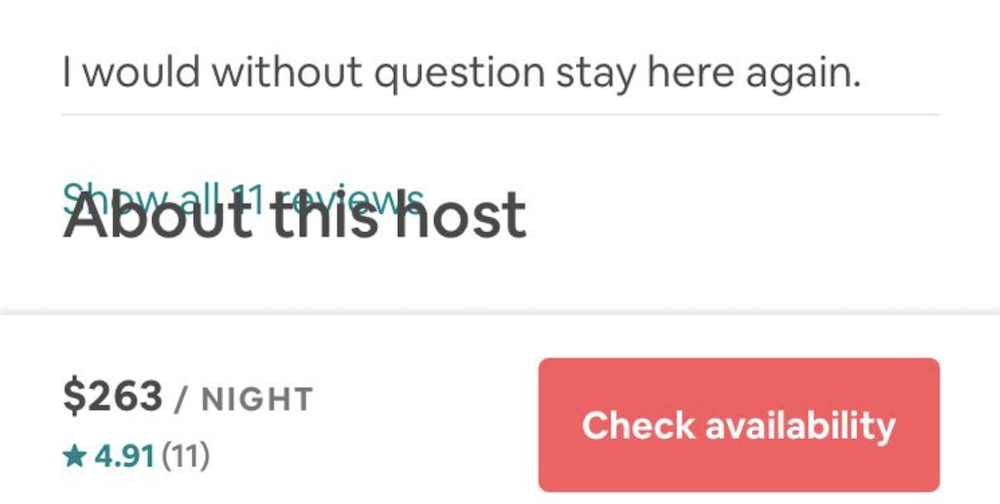 I would without question stay here again.
Show all 11 reviews
About this host
$263 / NIGHT
★ 4.91 (11)
Check availability